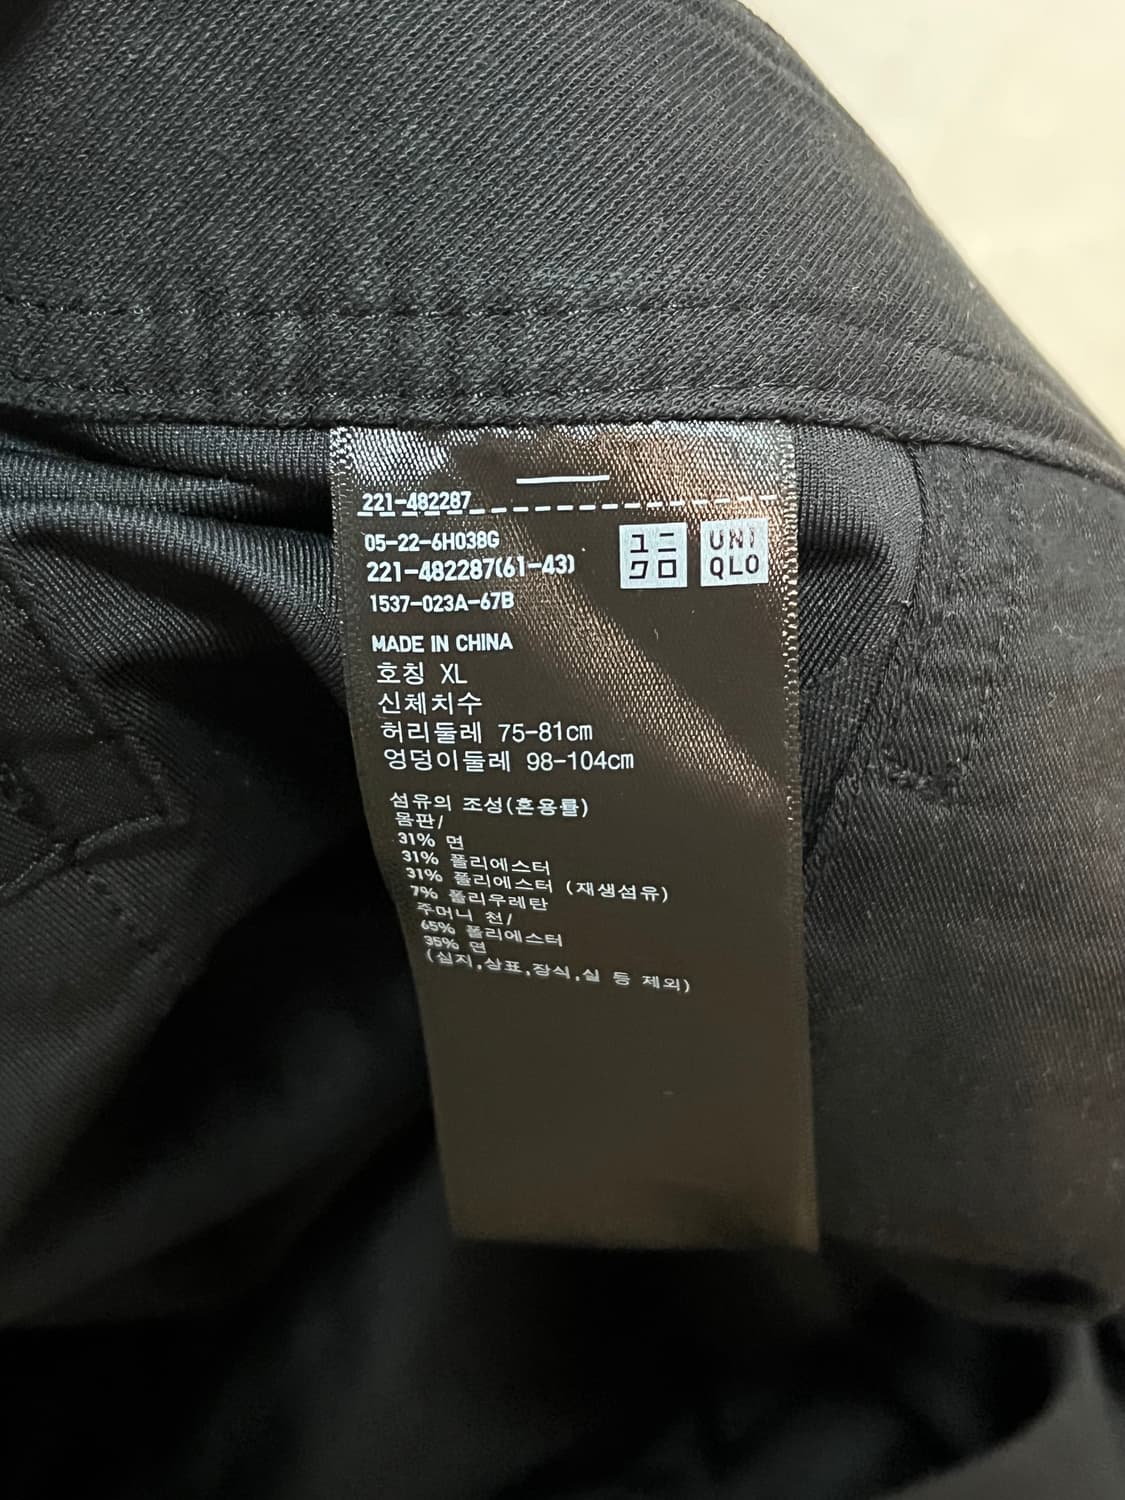 221-482287
05-22-6H038G
221-482287(61-43)
1537-023A-67B
ユニ
クロ
UNI
QLO
MADE IN CHINA
호칭 XL
신체치수
허리둘레 75-81cm
엉덩이둘레 98-104cm
섬유의 조성(혼용률)
몸판/
31% 면
31% 폴리에스터
31% 폴리에스터 (재생섬유)
7% 폴리우레탄
주머니 천/
65% 폴리에스터
35% 면
(심지,상표,장식,실 등 제외)